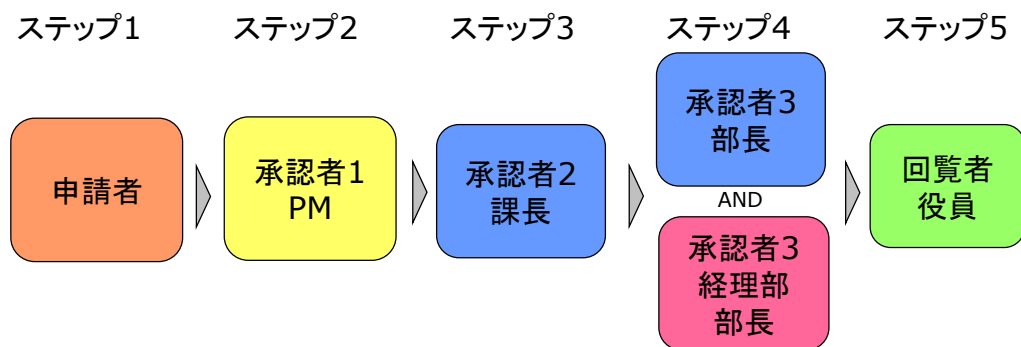 ステップ1
ステップ2
ステップ3
ステップ4
ステップ5
申請者
承認者1
PM
承認者2
課長
承認者3
部長
AND
承認者3
経理部
部長
回覧者
役員